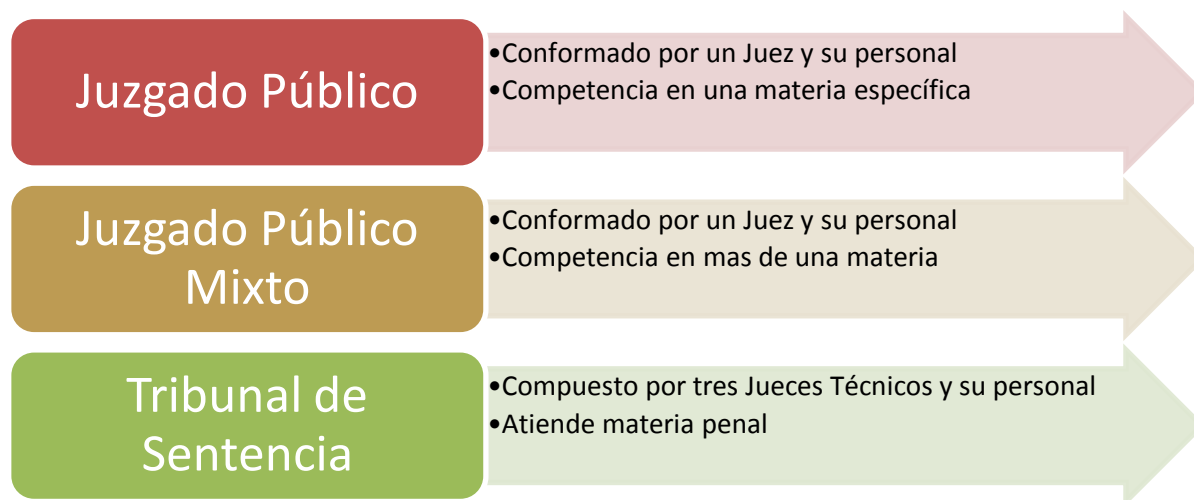 Juzgado Público
•Conformado por un Juez y su personal
•Competencia en una materia específica
Juzgado Público
Mixto
•Conformado por un Juez y su personal
•Competencia en mas de una materia
Tribunal de
Sentencia
•Compuesto por tres Jueces Técnicos y su personal
•Atiende materia penal